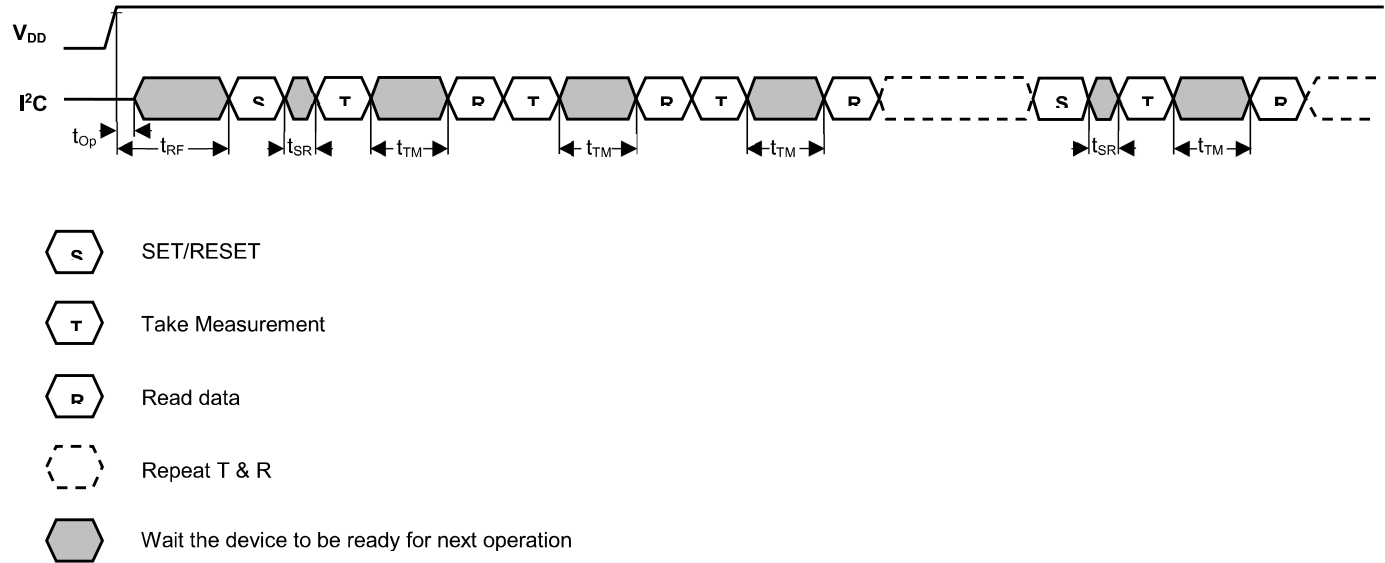 VDD
I²C
S T R T R T R S T R
tOp tRF tSR tTM tTM tTM tSR tTM
S SET/RESET
T Take Measurement
R Read data
Repeat T & R
Wait the device to be ready for next operation